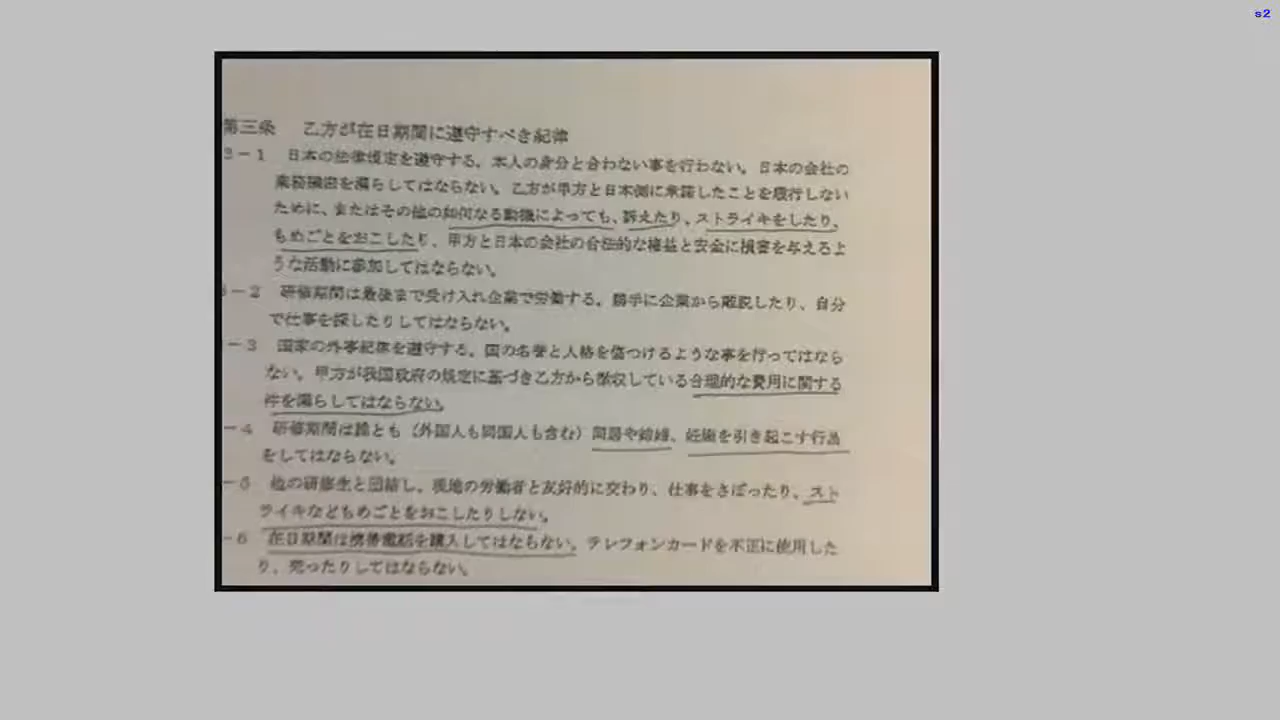 s2
第三条 乙方が在日期間に遵守すべき紀律
3－1 日本の法律規定を遵守する。本人の身分と合わない事を行わない。日本の会社の
業務機密を漏らしてはならない。乙方が甲方と日本側に承諾したことを履行しない
ために、またはその他の如何なる動機によっても、訴えたり、ストライキをしたり、
もめごとをおこしたり、甲方と日本の会社の合法的な権益と安全に損害を与えるよ
うな活動に参加してはならない。
－2 研修期間は最後まで受け入れ企業で労働する。勝手に企業から離脱したり、自分
で仕事を探したりしてはならない。
－3 国家の外事紀律を遵守する。国の名誉と人格を傷つけるような事を行ってはなら
ない。甲方が我国政府の規定に基づき乙方から徴収している合理的な費用に関する
件を漏らしてはならない。
－4 研修期間は誰とも（外国人も同国人も含む）同居や結婚、妊娠を引き起こす行為
をしてはならない。
－5 他の研修生と団結し、現地の労働者と友好的に交わり、仕事をさぼったり、スト
ライキなどもめごとをおこしたりしない。
－6 在日期間は携帯電話を購入してはならない。テレフォンカードを不正に使用した
り、売ったりしてはならない。